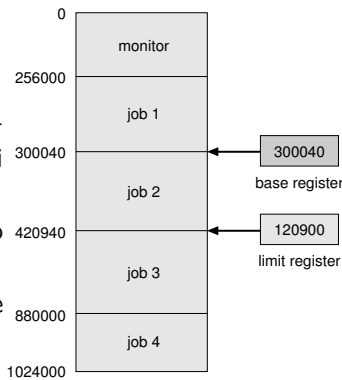 0
monitor
256000
job 1
300040
300040
base register
job 2
420940
120900
limit register
job 3
880000
job 4
1024000